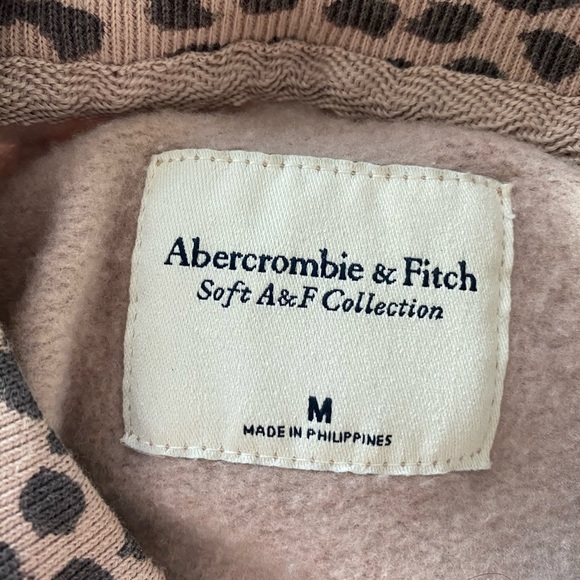 Abercrombie & Fitch
Soft A&F Collection
M
MADE IN PHILIPPINES